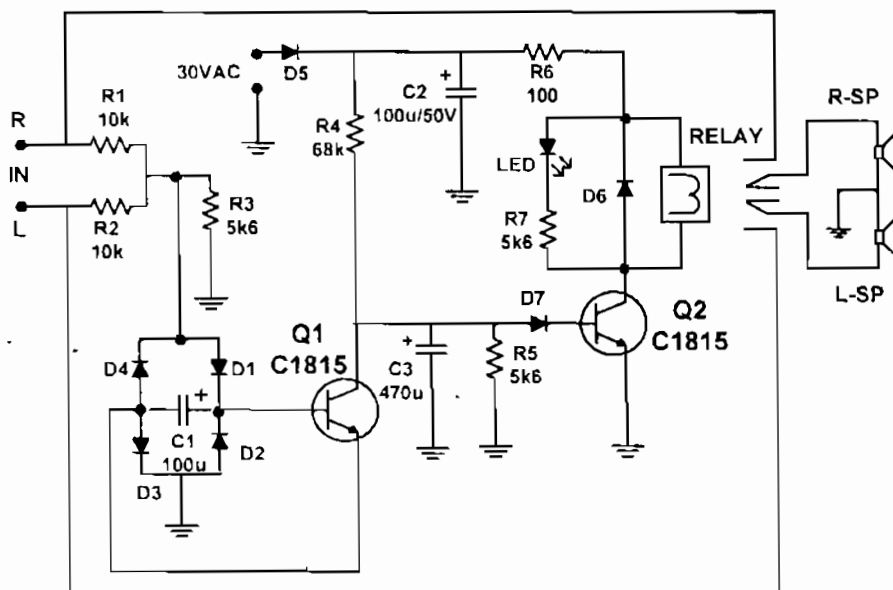 30VAC
D5
R1
10k
R
IN
L
R2
10k
R3
5k6
R4
68k
C2
100u/50V
+
R6
100
LED
R7
5k6
D6
RELAY
R-SP
L-SP
D4
D1
+
C1
100u
D3
D2
Q1
C1815
+
C3
470u
R5
5k6
D7
Q2
C1815